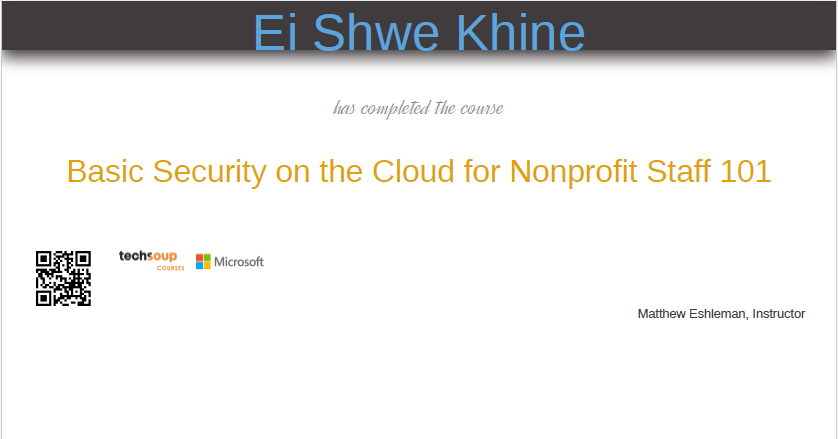 Ei Shwe Khine
has completed the course
Basic Security on the Cloud for Nonprofit Staff 101
techsoup
COURSES
Microsoft
Matthew Eshleman, Instructor